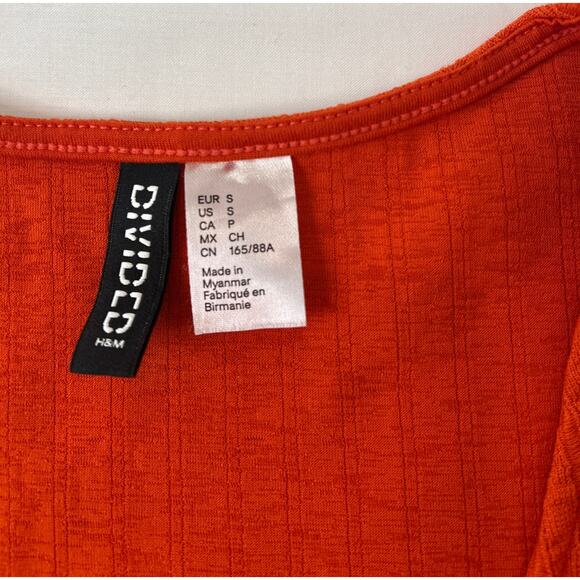 DIVIDED
H&M
EUR S
US S
CA P
MX CH
CN 165/88A
Made in
Myanmar
Fabriqué en
Birmanie